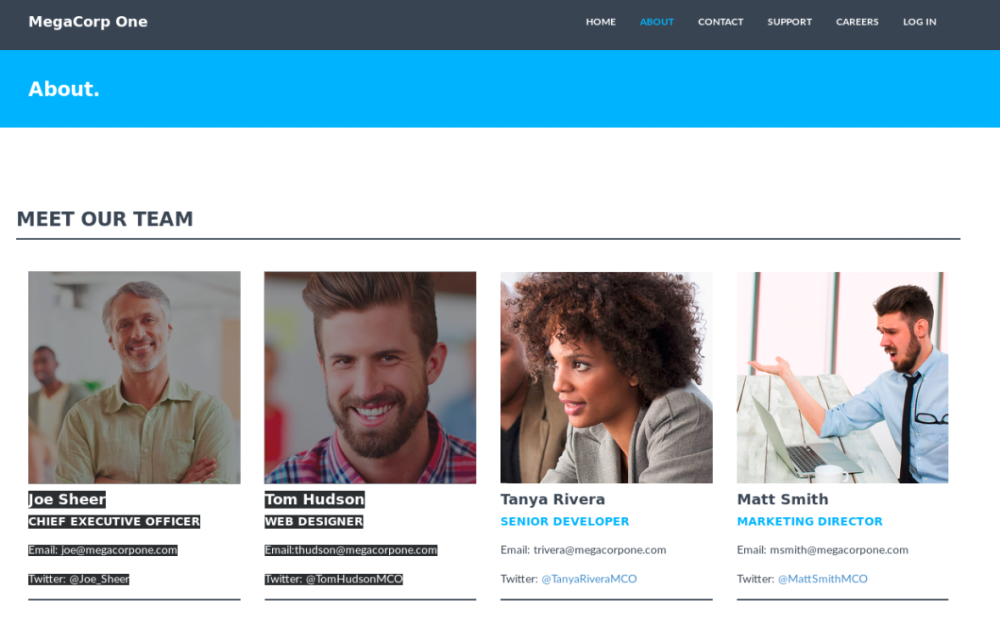 MegaCorp One
HOME ABOUT CONTACT SUPPORT CAREERS LOG IN
About.
MEET OUR TEAM
Joe Sheer
CHIEF EXECUTIVE OFFICER
Email: joe@megacorpone.com
Twitter: @Joe_Sheer
Tom Hudson
WEB DESIGNER
Email:thudson@megacorpone.com
Twitter: @TomHudsonMCO
Tanya Rivera
SENIOR DEVELOPER
Email: trivera@megacorpone.com
Twitter: @TanyaRiveraMCO
Matt Smith
MARKETING DIRECTOR
Email: msmith@megacorpone.com
Twitter: @MattSmithMCO